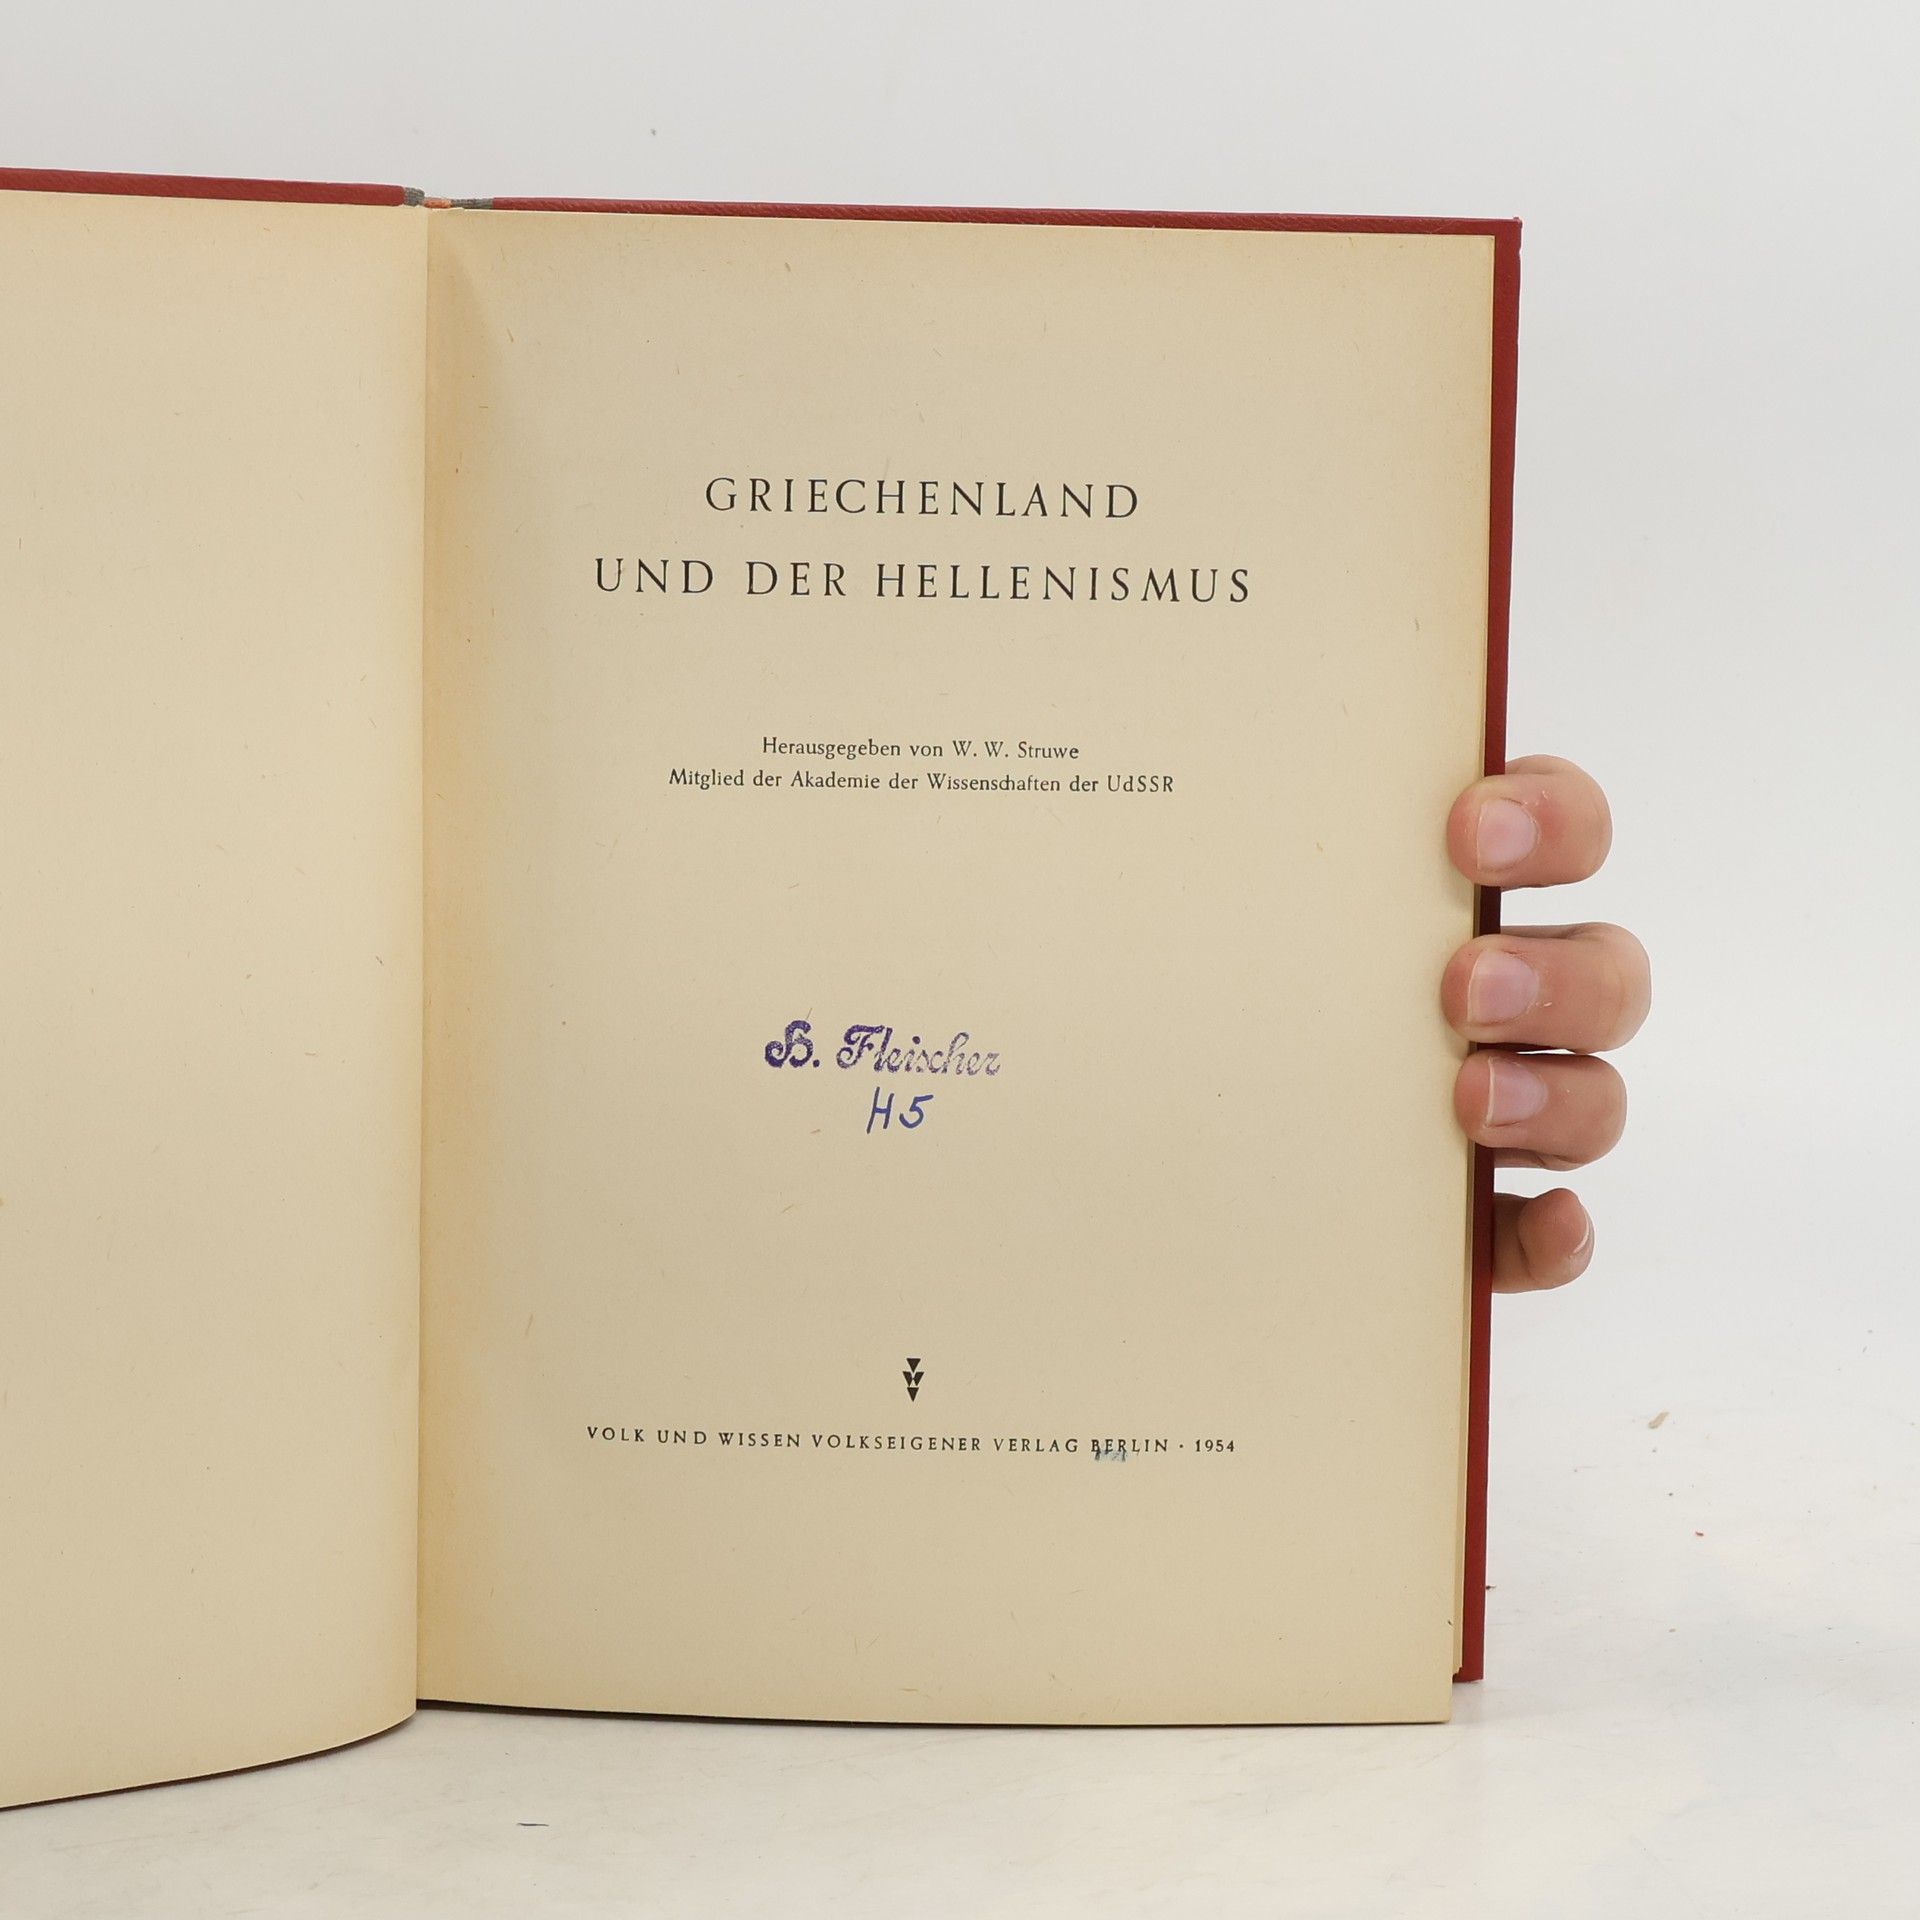 GRIECHENLAND
UND DER HELLENISMUS
Herausgegeben von W. W. Struwe
Mitglied der Akademie der Wissenschaften der UdSSR
H. Fleischer
H5
VOLK UND WISSEN VOLKSEIGENER VERLAG BERLIN · 1954